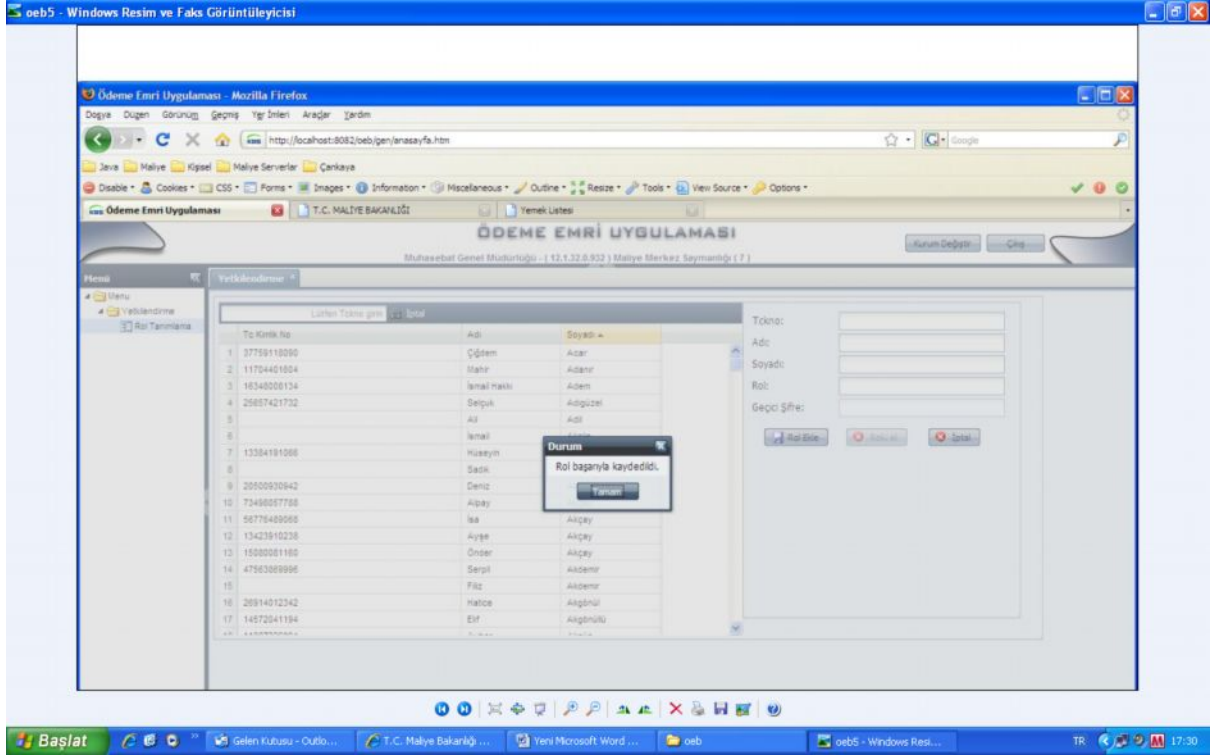 oeb5 - Windows Resim ve Faks Görüntüleyicisi
Ödeme Emri Uygulaması - Mozilla Firefox
Dosya Düzen Görünüm Geçmiş Yer İmleri Araçlar Yardım
http://localhost:8082/oeb/gen/anasayfa.htm
Google
Java Maliye Kişisel Maliye Serverler Çankaya
Disable Cookies CSS Forms Images Information Miscellaneous Outline Resize Tools View Source Options
Ödeme Emri Uygulaması T.C. MALİYE BAKANLIĞI Yemek Listesi
ÖDEME EMRİ UYGULAMASI
Muhasebat Genel Müdürlüğü - ( 12.1.32.0.932 ) Maliye Merkez Saymanlığı ( 7 )
Kurum Değiştir Çıkış
Menü
Yetkilendirme
Menu
Yetkilendirme
Rol Tanımlama
Lütfen Tckno girin İptal
Tc Kimlik No Adı Soyadı
1 37759118090 Çiğdem Acar
2 11704401604 Mahir Adanır
3 16348006134 İsmail Hakkı Adem
4 25657421732 Selçuk Adıgüzel
5 Ali Adil
6 İsmail
7 13384191066 Hüseyin
8 Sadık
9 20500930942 Deniz
10 73498057788 Alpay
11 56776489068 İsa Akçay
12 13423910238 Ayşe Akçay
13 15080081160 Önder Akçay
14 47563069996 Serpil Akdemir
15 Filiz Akdemir
16 26914012342 Hatice Akgönül
17 14572041194 Elif Akgönüllü
Tckno:
Adı:
Soyadı:
Rol:
Geçici Şifre:
Rol Ekle İptal
Durum
Rol başarıyla kaydedildi.
Tamam
Başlat Gelen Kutusu - Outlo... T.C. Maliye Bakanlığı ... Yeni Microsoft Word ... oeb oeb5 - Windows Resi... TR 17:30